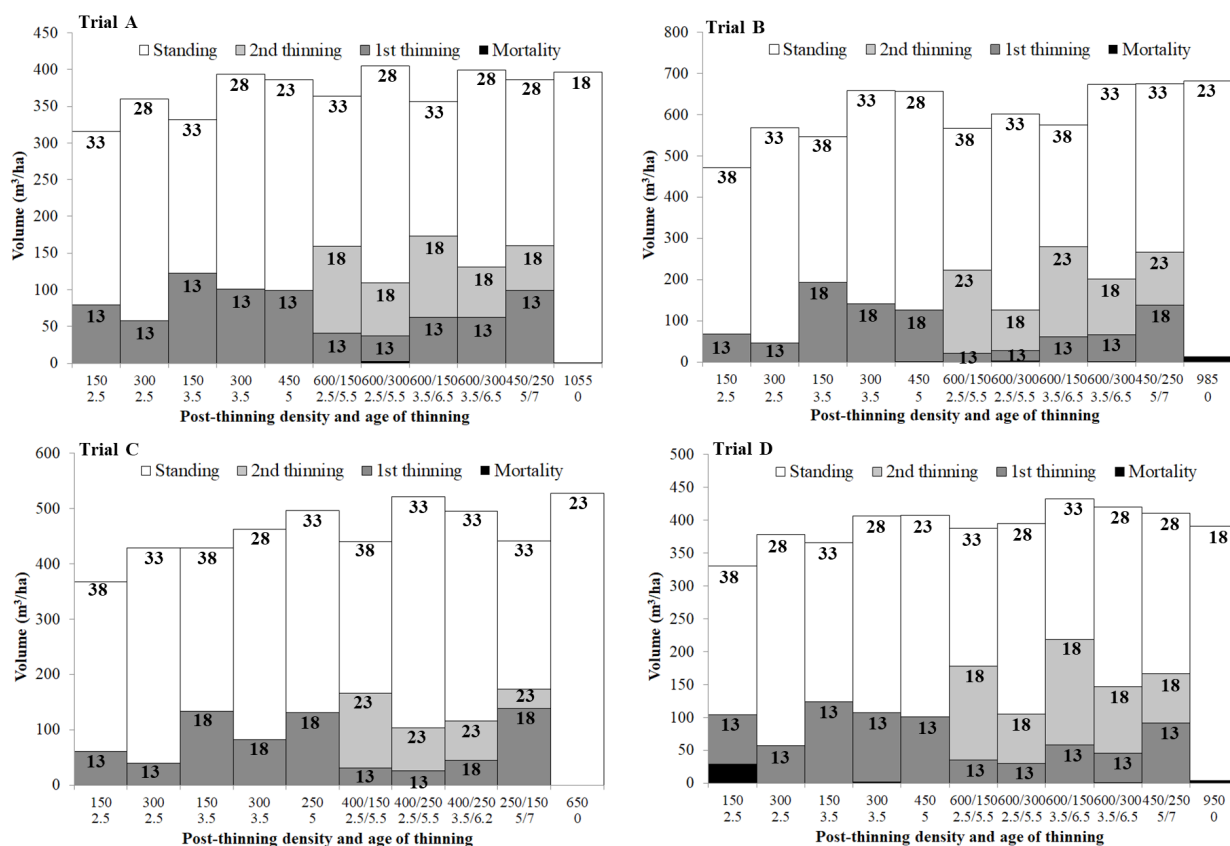 Trial A
Standing 2nd thinning 1st thinning Mortality
Volume (m³/ha)
450
400
350
300
250
200
150
100
50
0
33 28 33 28 23 33 28 33 28 28 18
18 18 18 18 18
13 13 13 13 13 13 13 13 13 13
150 300 150 300 450 600/150 600/300 600/150 600/300 450/250 1055
2.5 2.5 3.5 3.5 5 2.5/5.5 2.5/5.5 3.5/6.5 3.5/6.5 5/7 0
Post-thinning density and age of thinning
Trial B
Standing 2nd thinning 1st thinning Mortality
Volume (m³/ha)
800
700
600
500
400
300
200
100
0
38 33 38 33 28 38 33 38 33 33 23
23 18 23 18 23
13 13 18 18 18 13 13 13 13 18
150 300 150 300 450 600/150 600/300 600/150 600/300 450/250 985
2.5 2.5 3.5 3.5 5 2.5/5.5 2.5/5.5 3.5/6.5 3.5/6.5 5/7 0
Post-thinning density and age of thinning
Trial C
Standing 2nd thinning 1st thinning Mortality
Volume (m³/ha)
600
500
400
300
200
100
0
38 33 38 28 33 38 33 33 33 23
23 23 23 23
13 13 18 18 18 13 13 18 18
150 300 150 300 250 400/150 400/250 400/250 250/150 650
2.5 2.5 3.5 3.5 5 2.5/5.5 2.5/5.5 3.5/6.2 5/7 0
Post-thinning density and age of thinning
Trial D
Standing 2nd thinning 1st thinning Mortality
Volume (m³/ha)
500
450
400
350
300
250
200
150
100
50
0
38 28 33 28 23 33 28 33 28 28 18
18 18 18 18 18
13 13 13 13 13 13 13 13 13 13
150 300 150 300 450 600/150 600/300 600/150 600/300 450/250 950
2.5 2.5 3.5 3.5 5 2.5/5.5 2.5/5.5 3.5/6.5 3.5/6.5 5/7 0
Post-thinning density and age of thinning